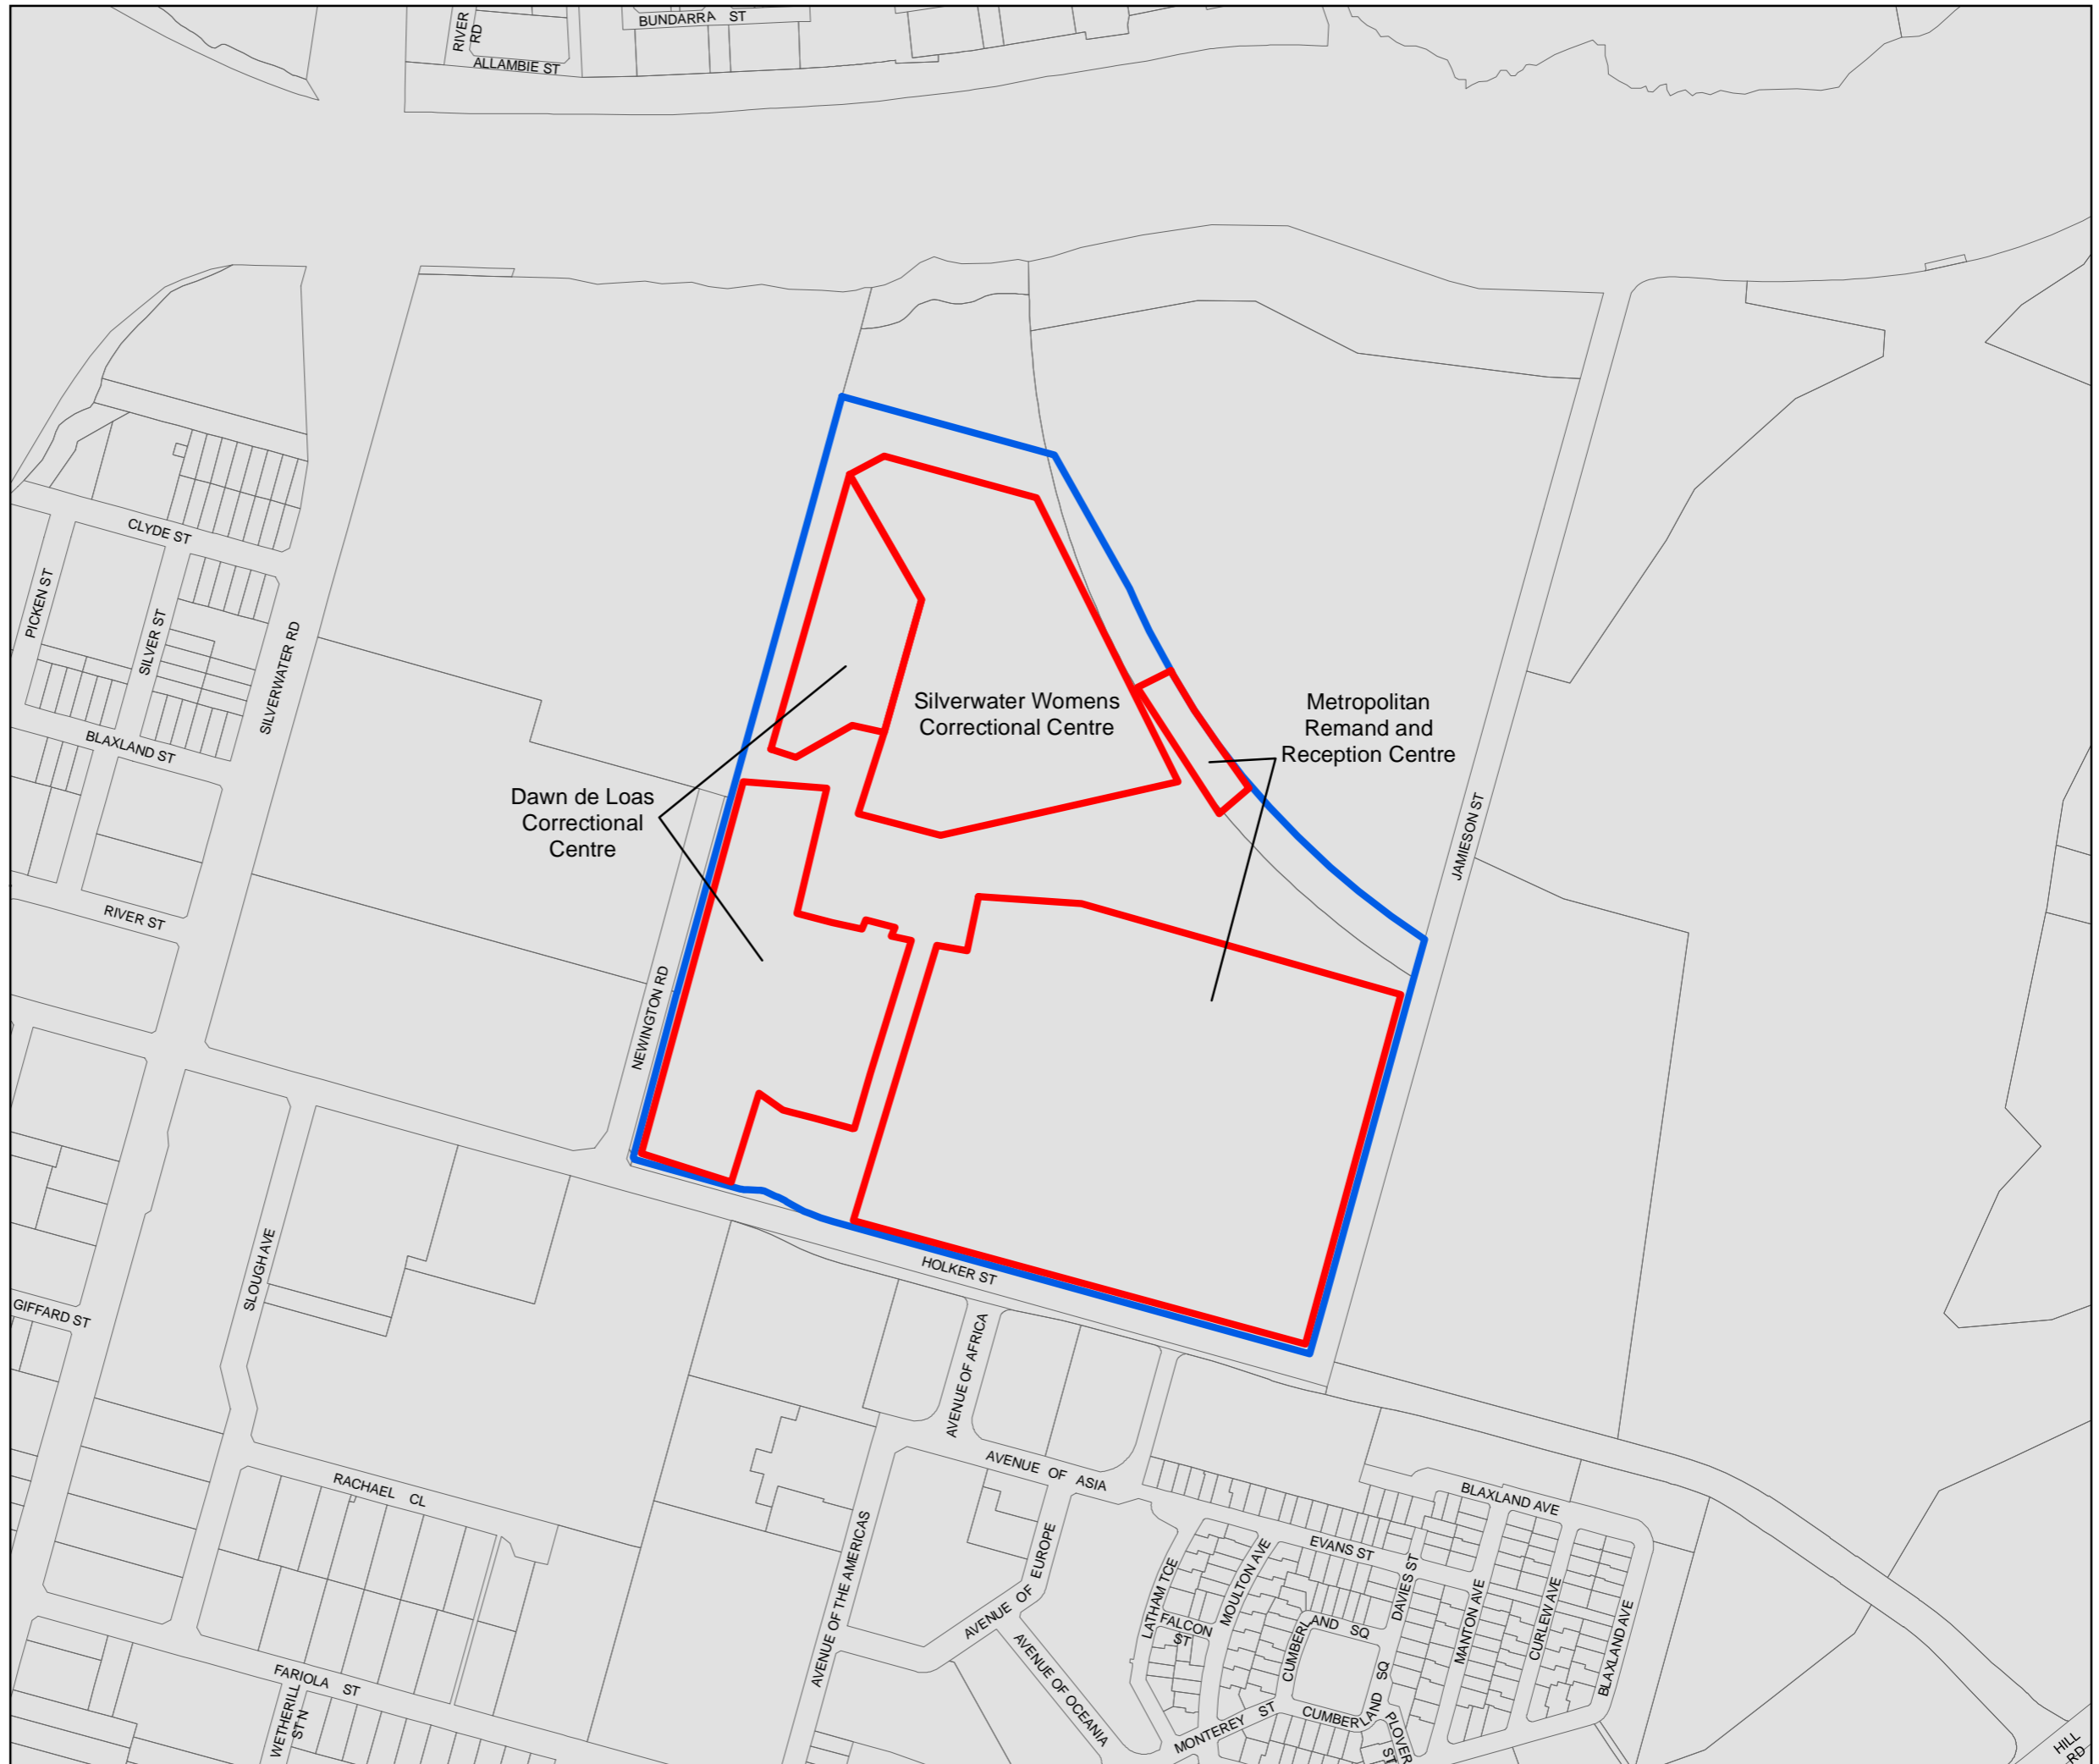 BUNDARRA ST
RIVER
RD
ALLAMBIE ST
CLYDE ST
PICKEN ST
SILVER ST
SILVERWATER RD
BLAXLAND ST
RIVER ST
Silverwater Womens
Correctional Centre
Metropolitan
Remand and
Reception Centre
Dawn de Loas
Correctional
Centre
JAMIESON ST
NEWINGTON RD
HOLKER ST
SLOUGH AVE
GIFFARD ST
AVENUE OF AFRICA
AVENUE OF ASIA
RACHAEL CL
AVENUE OF THE AMERICAS
AVENUE OF EUROPE
AVENUE OF OCEANIA
BLAXLAND AVE
EVANS ST
LATHAM TCE
MOULTON AVE
DAVIES ST
FALCON
ST
MANTON AVE
CURLEW AVE
BLAXLAND AVE
CUMBERLAND SQ
CUMBERLAND SQ
MONTEREY ST
PLOVER
ST
FARIOLA ST
WETHERILL
ST N
HILL
RD